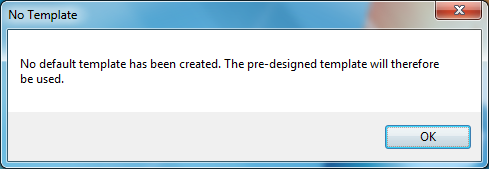 No Template
No default template has been created. The pre-designed template will therefore
be used.
OK